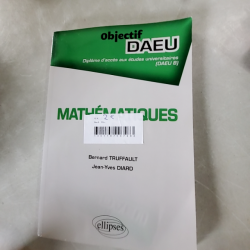 objectif
DAEU
Diplôme d'accès aux études universitaires
(DAEU B)
MATHÉMATIQUES
Bernard TRUFFAULT
Jean-Yves DIARD
ellipses